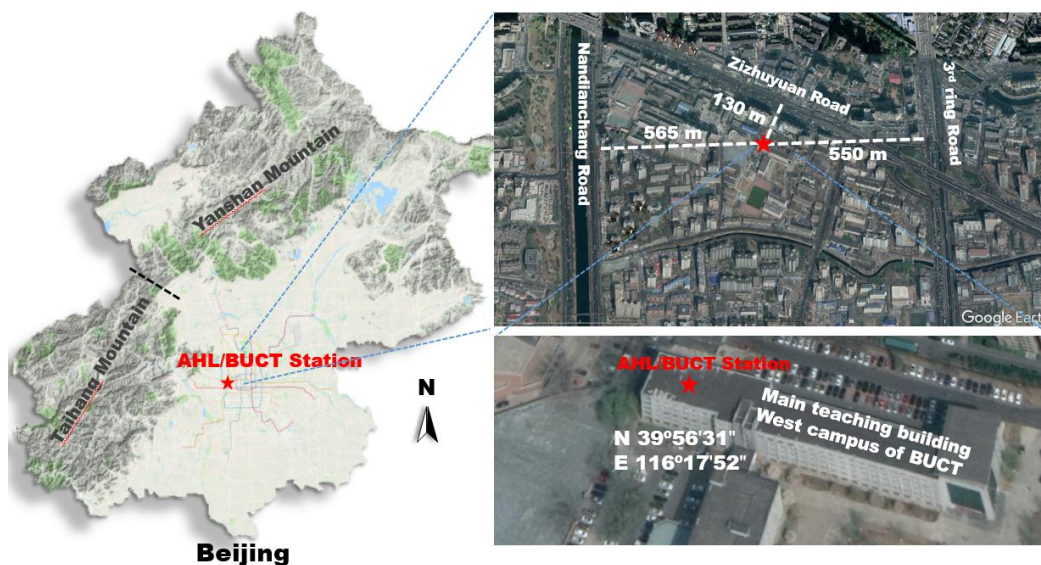 Yanshan Mountain
Taihang Mountain
AHL/BUCT Station
N
Beijing
Nandianchang Road
Zizhuyuan Road
3rd ring Road
130 m
565 m
550 m
Google Eart
AHL/BUCT Station
Main teaching building
West campus of BUCT
N 39º56'31"
E 116º17'52"